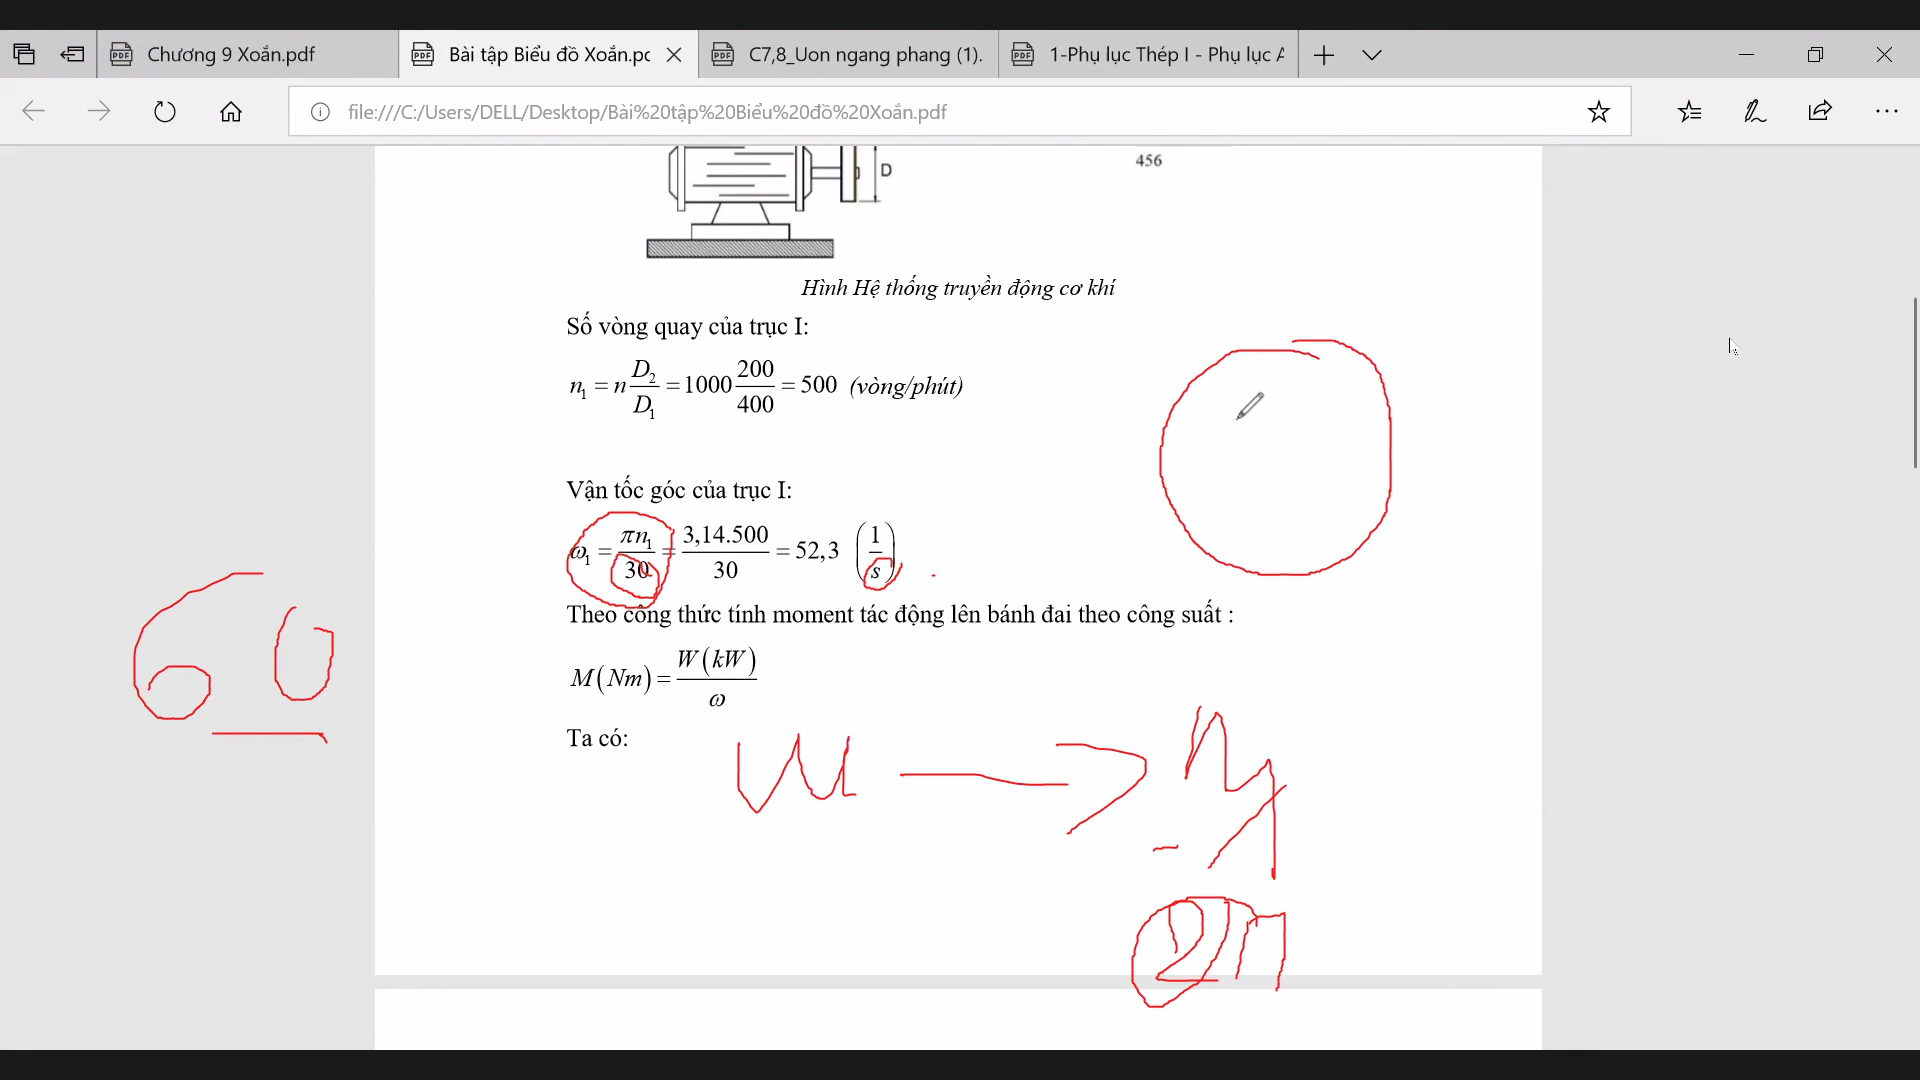 Chương 9 Xoắn.pdf
Bài tập Biểu đồ Xoắn.pc
C7,8_Uon ngang phang (1).
1-Phụ lục Thép I - Phụ lục A
file:///C:/Users/DELL/Desktop/Bài%20tập%20Biểu%20đồ%20Xoắn.pdf
D
456
Hình Hệ thống truyền động cơ khí
Số vòng quay của trục I:
n₁ = n D₂/D₁ = 1000 200/400 = 500 (vòng/phút)
Vận tốc góc của trục I:
ω₁ = πn₁/30 = 3,14.500/30 = 52,3 (1/s)
Theo công thức tính moment tác động lên bánh đai theo công suất :
M(Nm) = W(kW)/ω
60
Ta có:
2π